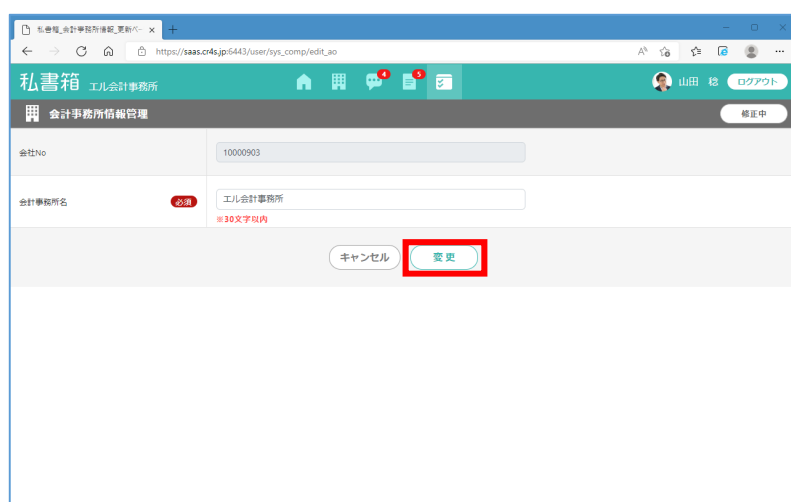 私書箱_会計事務所情報_更新ペー
https://saas.cr4s.jp:6443/user/sys_comp/edit_ao
私書箱 エル会計事務所
4
5
山田 稔
ログアウト
会計事務所情報管理
修正中
会社No
10000903
会計事務所名
必須
エル会計事務所
※30文字以内
キャンセル
変更